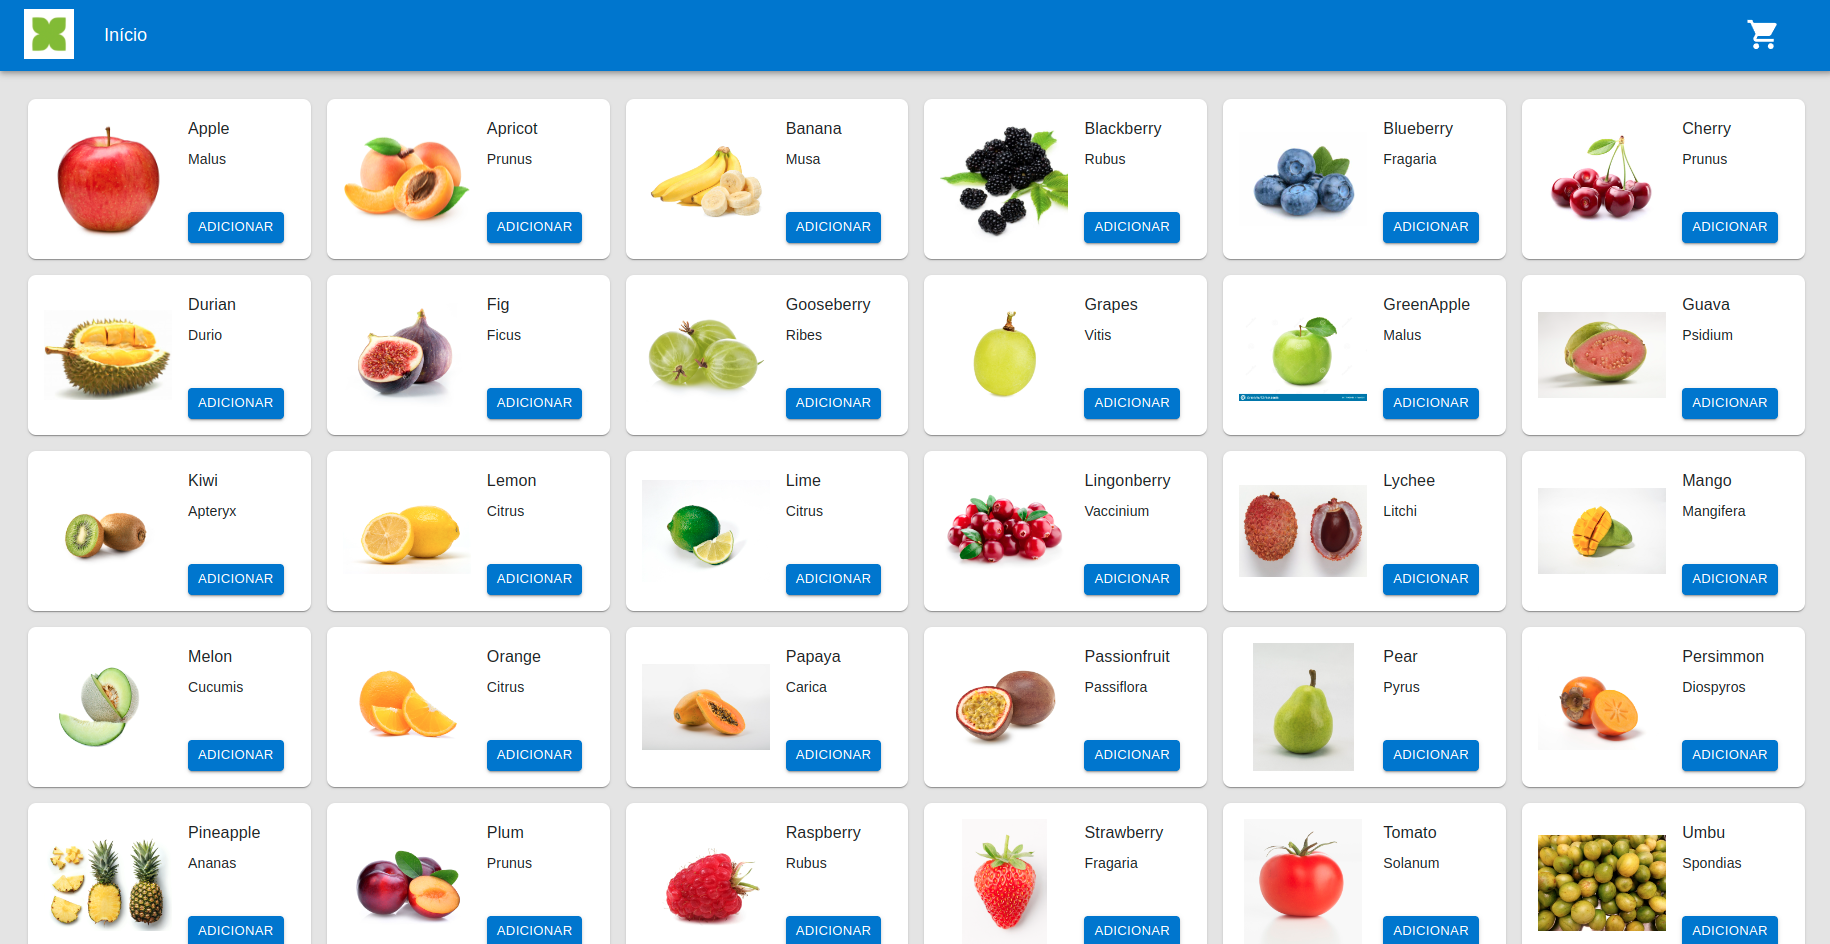 Início
Apple
Malus
ADICIONAR
Apricot
Prunus
ADICIONAR
Banana
Musa
ADICIONAR
Blackberry
Rubus
ADICIONAR
Blueberry
Fragaria
ADICIONAR
Cherry
Prunus
ADICIONAR
Durian
Durio
ADICIONAR
Fig
Ficus
ADICIONAR
Gooseberry
Ribes
ADICIONAR
Grapes
Vitis
ADICIONAR
GreenApple
Malus
ADICIONAR
Guava
Psidium
ADICIONAR
Kiwi
Apteryx
ADICIONAR
Lemon
Citrus
ADICIONAR
Lime
Citrus
ADICIONAR
Lingonberry
Vaccinium
ADICIONAR
Lychee
Litchi
ADICIONAR
Mango
Mangifera
ADICIONAR
Melon
Cucumis
ADICIONAR
Orange
Citrus
ADICIONAR
Papaya
Carica
ADICIONAR
Passionfruit
Passiflora
ADICIONAR
Pear
Pyrus
ADICIONAR
Persimmon
Diospyros
ADICIONAR
Pineapple
Ananas
ADICIONAR
Plum
Prunus
ADICIONAR
Raspberry
Rubus
ADICIONAR
Strawberry
Fragaria
ADICIONAR
Tomato
Solanum
ADICIONAR
Umbu
Spondias
ADICIONAR